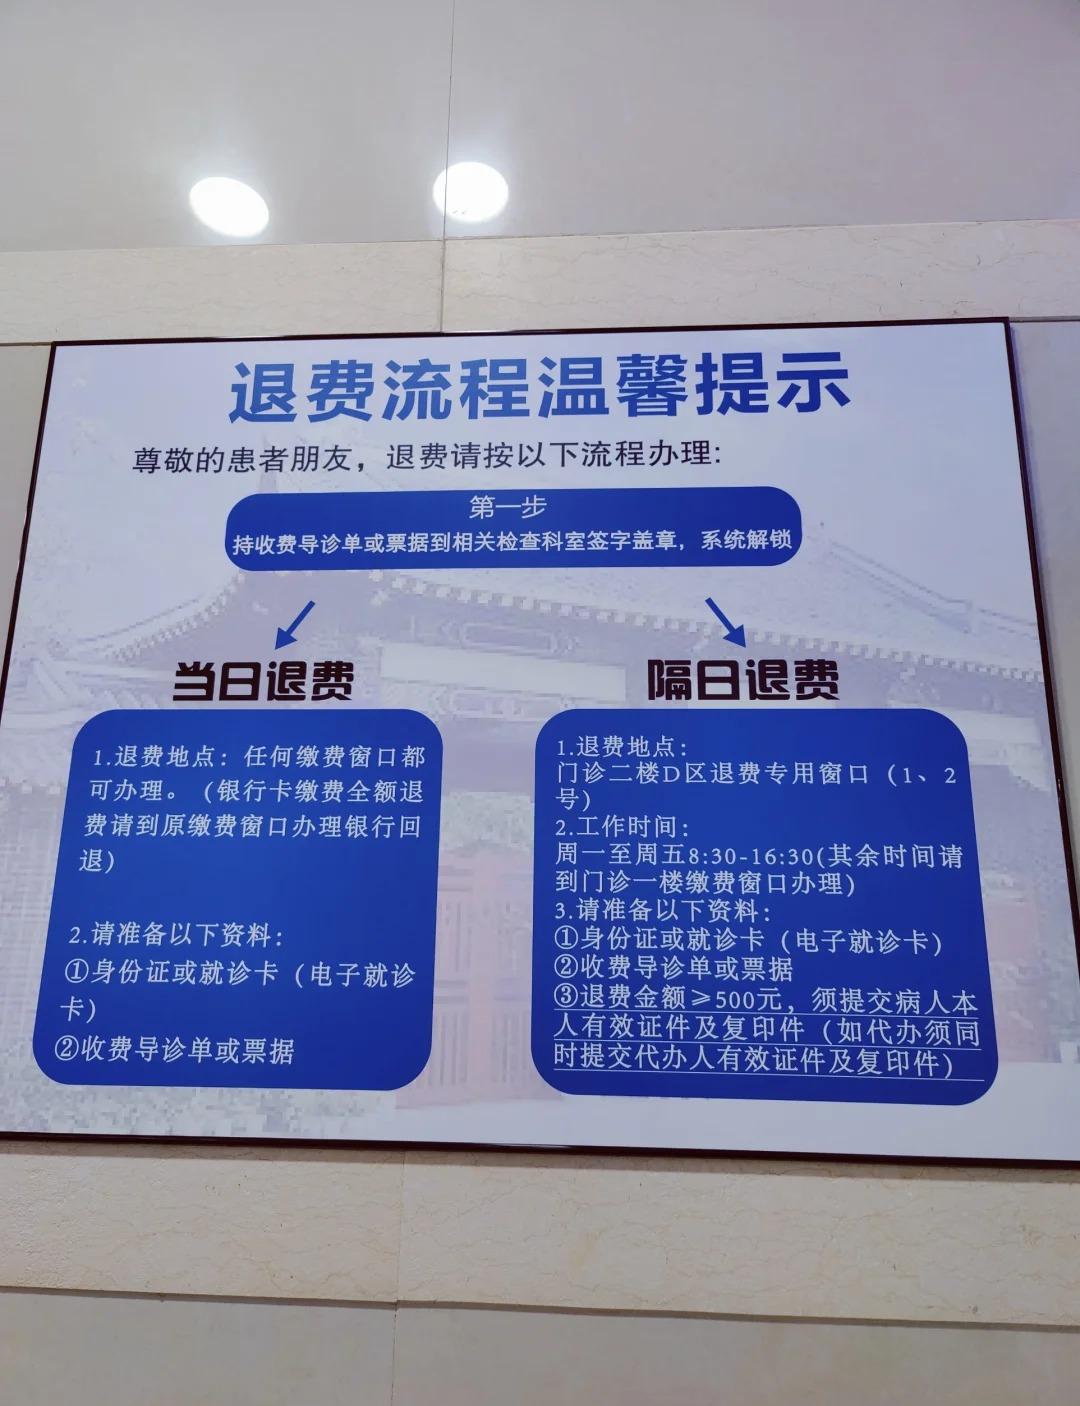 退费流程温馨提示
尊敬的患者朋友，退费请按以下流程办理:
第一步
持收费导诊单或票据到相关检查科室签字盖章，系统解锁
当日退费
1.退费地点：任何缴费窗口都
可办理。（银行卡缴费全额退
费请到原缴费窗口办理银行回
退）
2.请准备以下资料：
①身份证或就诊卡（电子就诊
卡）
②收费导诊单或票据
隔日退费
1.退费地点：
门诊二楼D区退费专用窗口（1、2
号）
2.工作时间：
周一至周五8:30-16:30(其余时间请
到门诊一楼缴费窗口办理)
3.请准备以下资料：
①身份证或就诊卡（电子就诊卡）
②收费导诊单或票据
③退费金额≥500元，须提交病人本
人有效证件及复印件（如代办须同
时提交代办人有效证件及复印件）